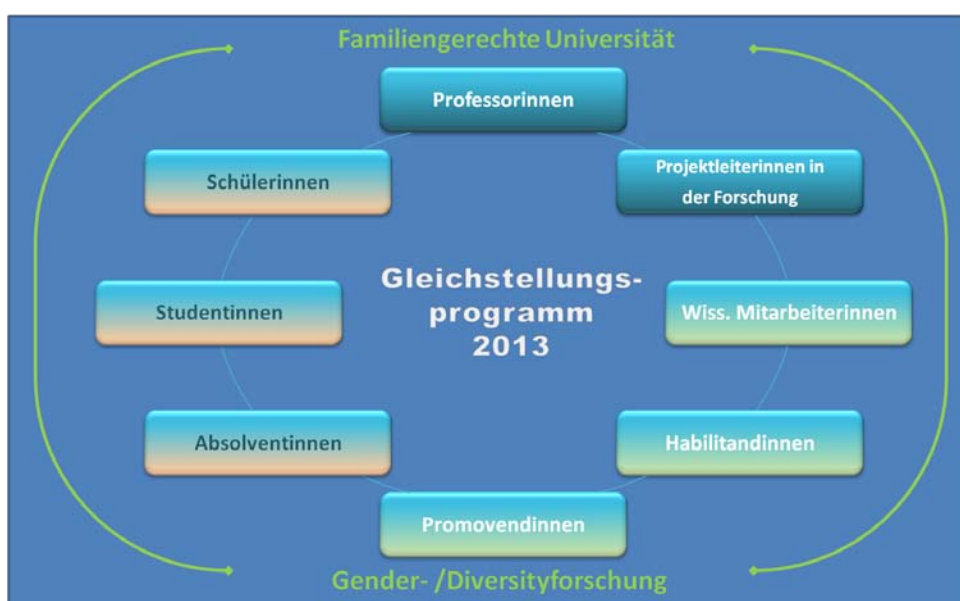 Familiengerechte Universität
Professorinnen
Projektleiterinnen in
der Forschung
Schülerinnen
Gleichstellungs-
programm
2013
Studentinnen
Wiss. Mitarbeiterinnen
Absolventinnen
Habilitandinnen
Promovendinnen
Gender- /Diversityforschung